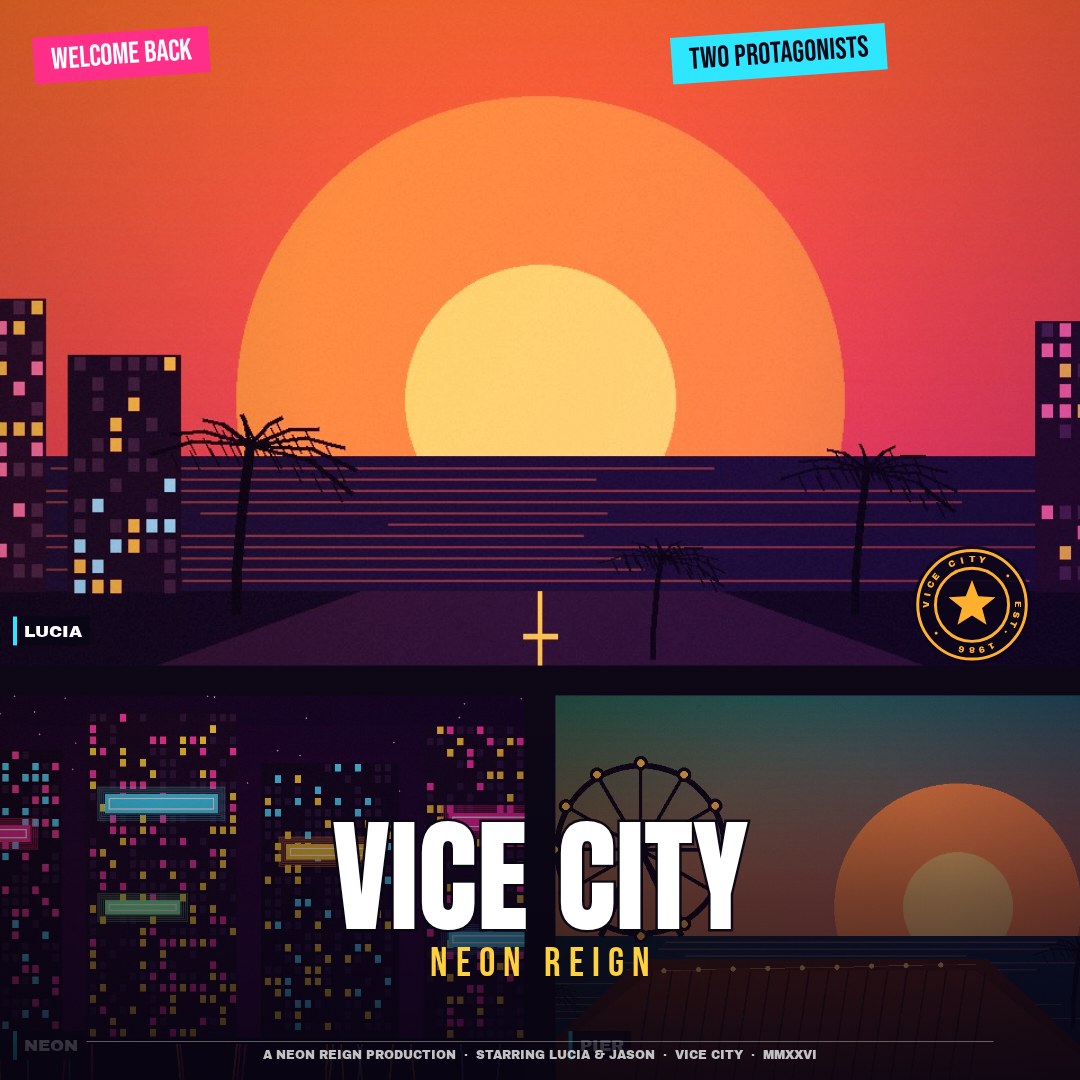 WELCOME BACK
TWO PROTAGONISTS
VICE CITY · EST. 1986 ·
LUCIA
VICE CITY
NEON REIGN
NEON
PIER
A NEON REIGN PRODUCTION · STARRING LUCIA & JASON · VICE CITY · MMXXVI